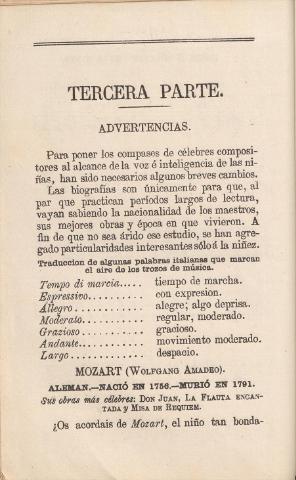 TERCERA PARTE.
ADVERTENCIAS.
Para poner los compases de célebres composi-
tores al alcance de la voz é inteligencia de las ni-
ñas, han sido necesarios algunos breves cambios.
Las biografías son únicamente para que, al
par que practican períodos largos de lectura,
vayan sabiendo la nacionalidad de los maestros,
sus mejores obras y época en que vivieron. A
fin de que no sea árido ese estudio, se han agre-
gado particularidades interesantes sólo á la niñez.
Traduccion de algunas palabras italianas que marcan
el aire de los trozos de música.
Tempo di marcia..... tiempo de marcha.
Espressivo.......... con expresion.
Allegro............. alegre; algo deprisa.
Moderato............ regular, moderado.
Grazioso............ gracioso.
Andante............. movimiento moderado.
Largo............... despacio.
MOZART (WOLFGANG AMADEO).
ALEMAN.—NACIÓ EN 1756.—MURIÓ EN 1791.
Sus obras más célebres: DON JUAN, LA FLAUTA ENCAN-
TADA y MISA DE REQUIEM.
¿Os acordais de Mozart, el niño tan bonda-